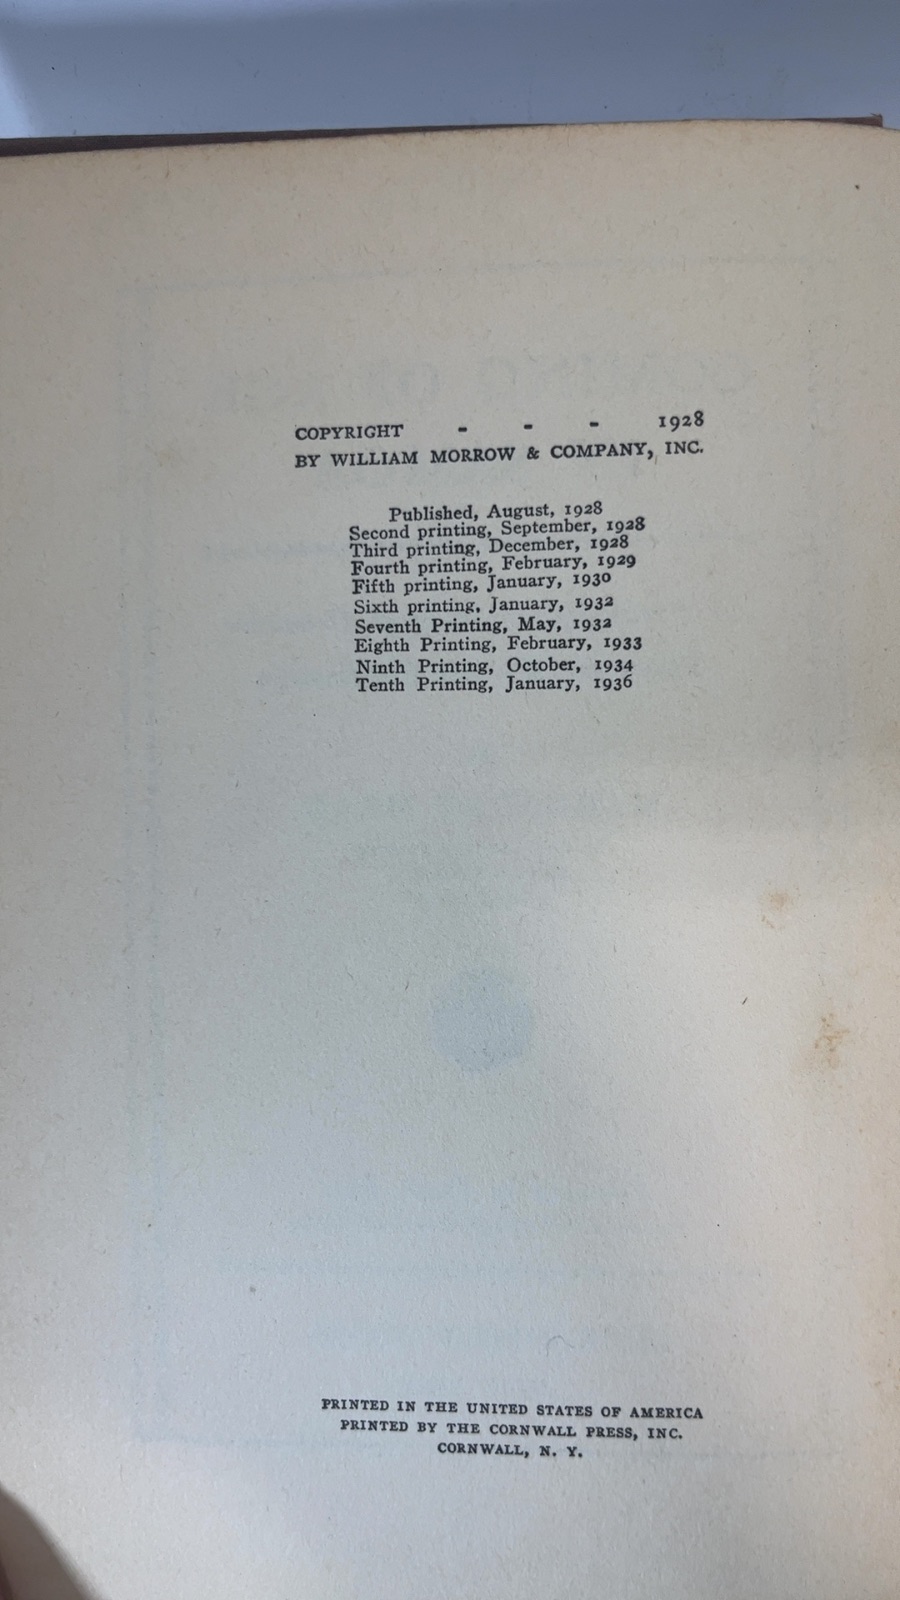 COPYRIGHT - - - 1928
BY WILLIAM MORROW & COMPANY, INC.
Published, August, 1928
Second printing, September, 1928
Third printing, December, 1928
Fourth printing, February, 1929
Fifth printing, January, 1930
Sixth printing, January, 1932
Seventh Printing, May, 1932
Eighth Printing, February, 1933
Ninth Printing, October, 1934
Tenth Printing, January, 1936
PRINTED IN THE UNITED STATES OF AMERICA
PRINTED BY THE CORNWALL PRESS, INC.
CORNWALL, N. Y.